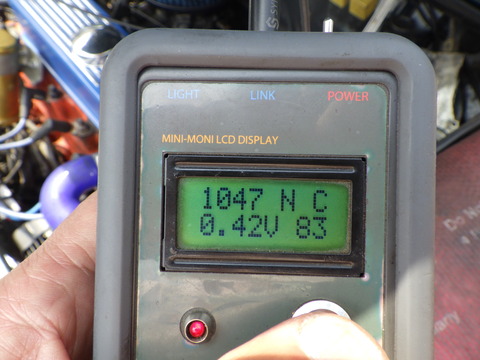 LIGHT LINK POWER
MINI-MONI LCD DISPLAY
1047 N C
0.42V 83